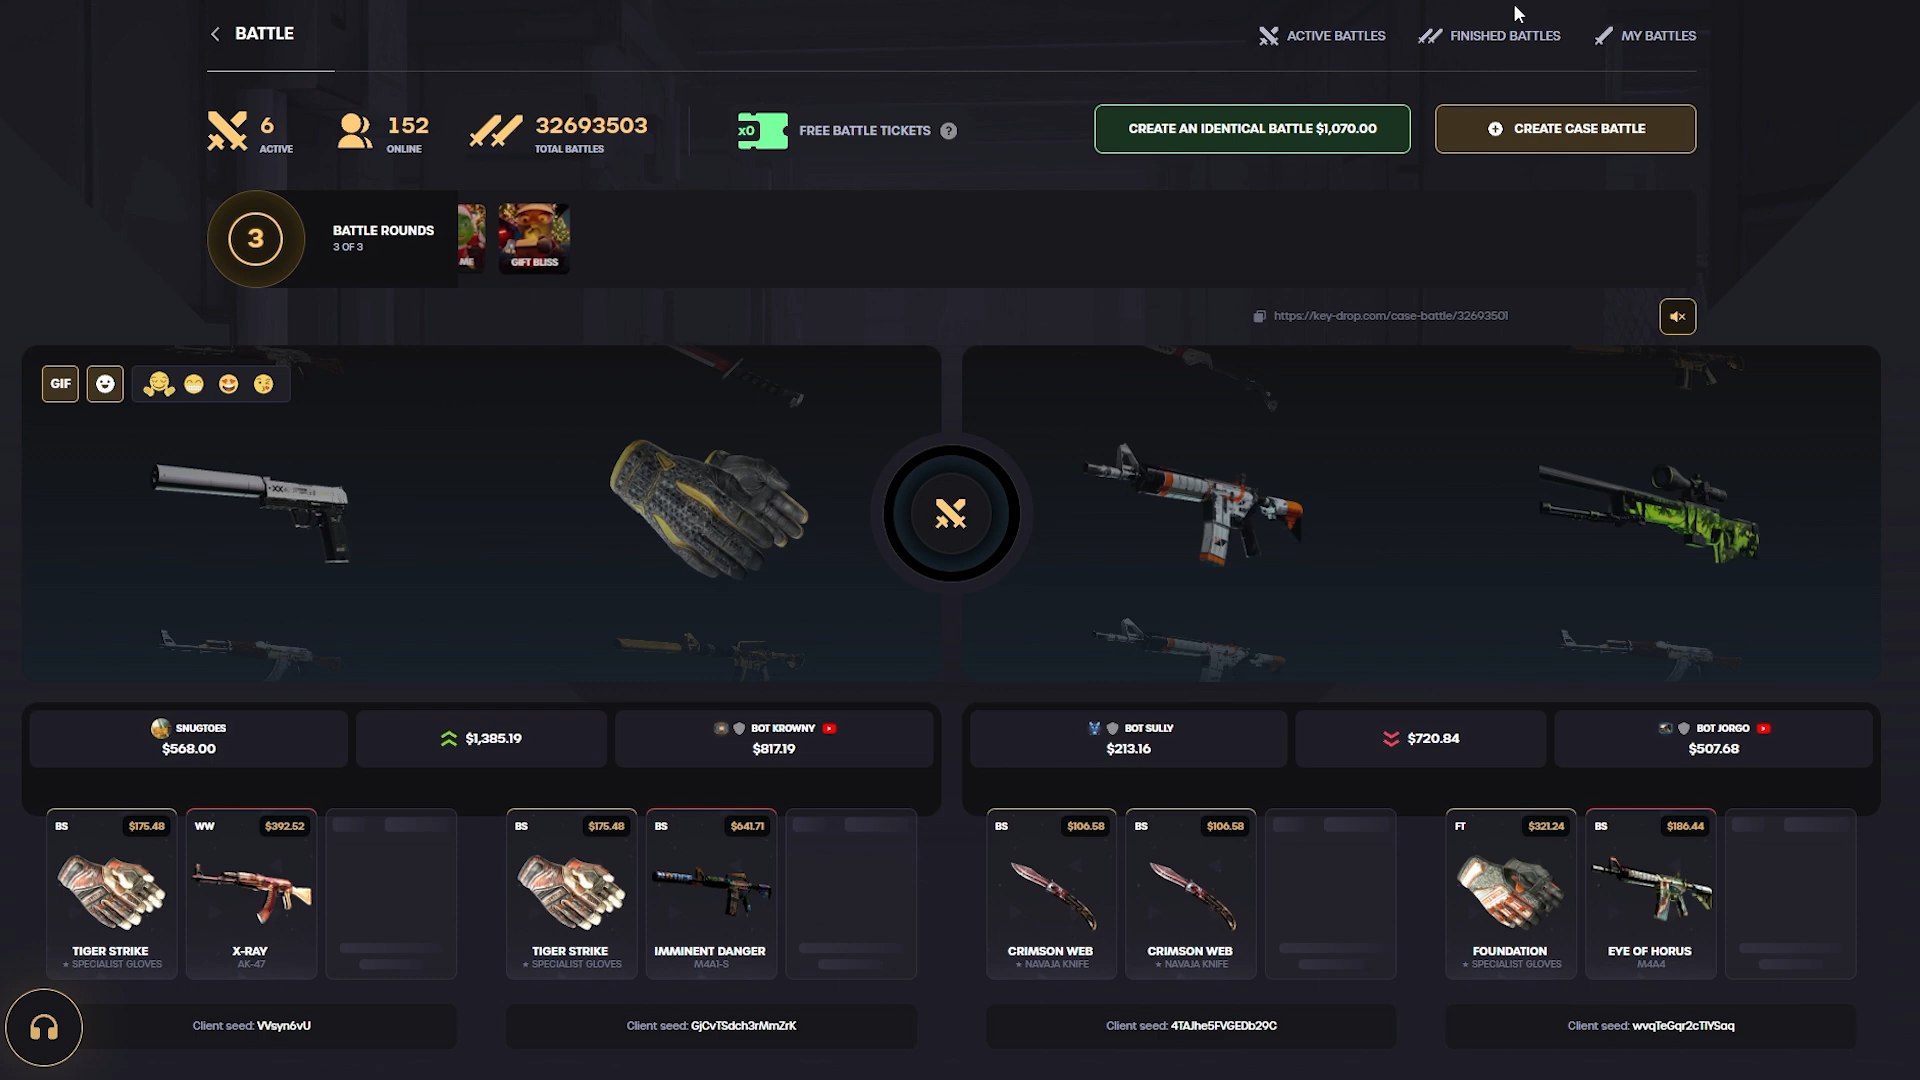 BATTLE
ACTIVE BATTLES
FINISHED BATTLES
MY BATTLES
6
ACTIVE
152
ONLINE
32693503
TOTAL BATTLES
x0
FREE BATTLE TICKETS
?
CREATE AN IDENTICAL BATTLE $1,070.00
CREATE CASE BATTLE
3
BATTLE ROUNDS
3 OF 3
ME
GIFT BLISS
https://key-drop.com/case-battle/32693501
GIF
SNUGTOES
$568.00
$1,385.19
BOT KROWNY
$817.19
BOT SULLY
$213.16
$720.84
BOT JORGO
$507.68
BS
$175.48
TIGER STRIKE
★ SPECIALIST GLOVES
WW
$392.52
X-RAY
AK-47
BS
$175.48
TIGER STRIKE
★ SPECIALIST GLOVES
BS
$641.71
IMMINENT DANGER
M4A1-S
BS
$106.58
CRIMSON WEB
★ NAVAJA KNIFE
BS
$106.58
CRIMSON WEB
★ NAVAJA KNIFE
FT
$321.24
FOUNDATION
★ SPECIALIST GLOVES
BS
$186.44
EYE OF HORUS
M4A4
Client seed: VVsyn6vU
Client seed: GjCvTSdch3rMmZrK
Client seed: 4TAJhe5FVGEDb29C
Client seed: wvqTeGqr2cTIYSaq